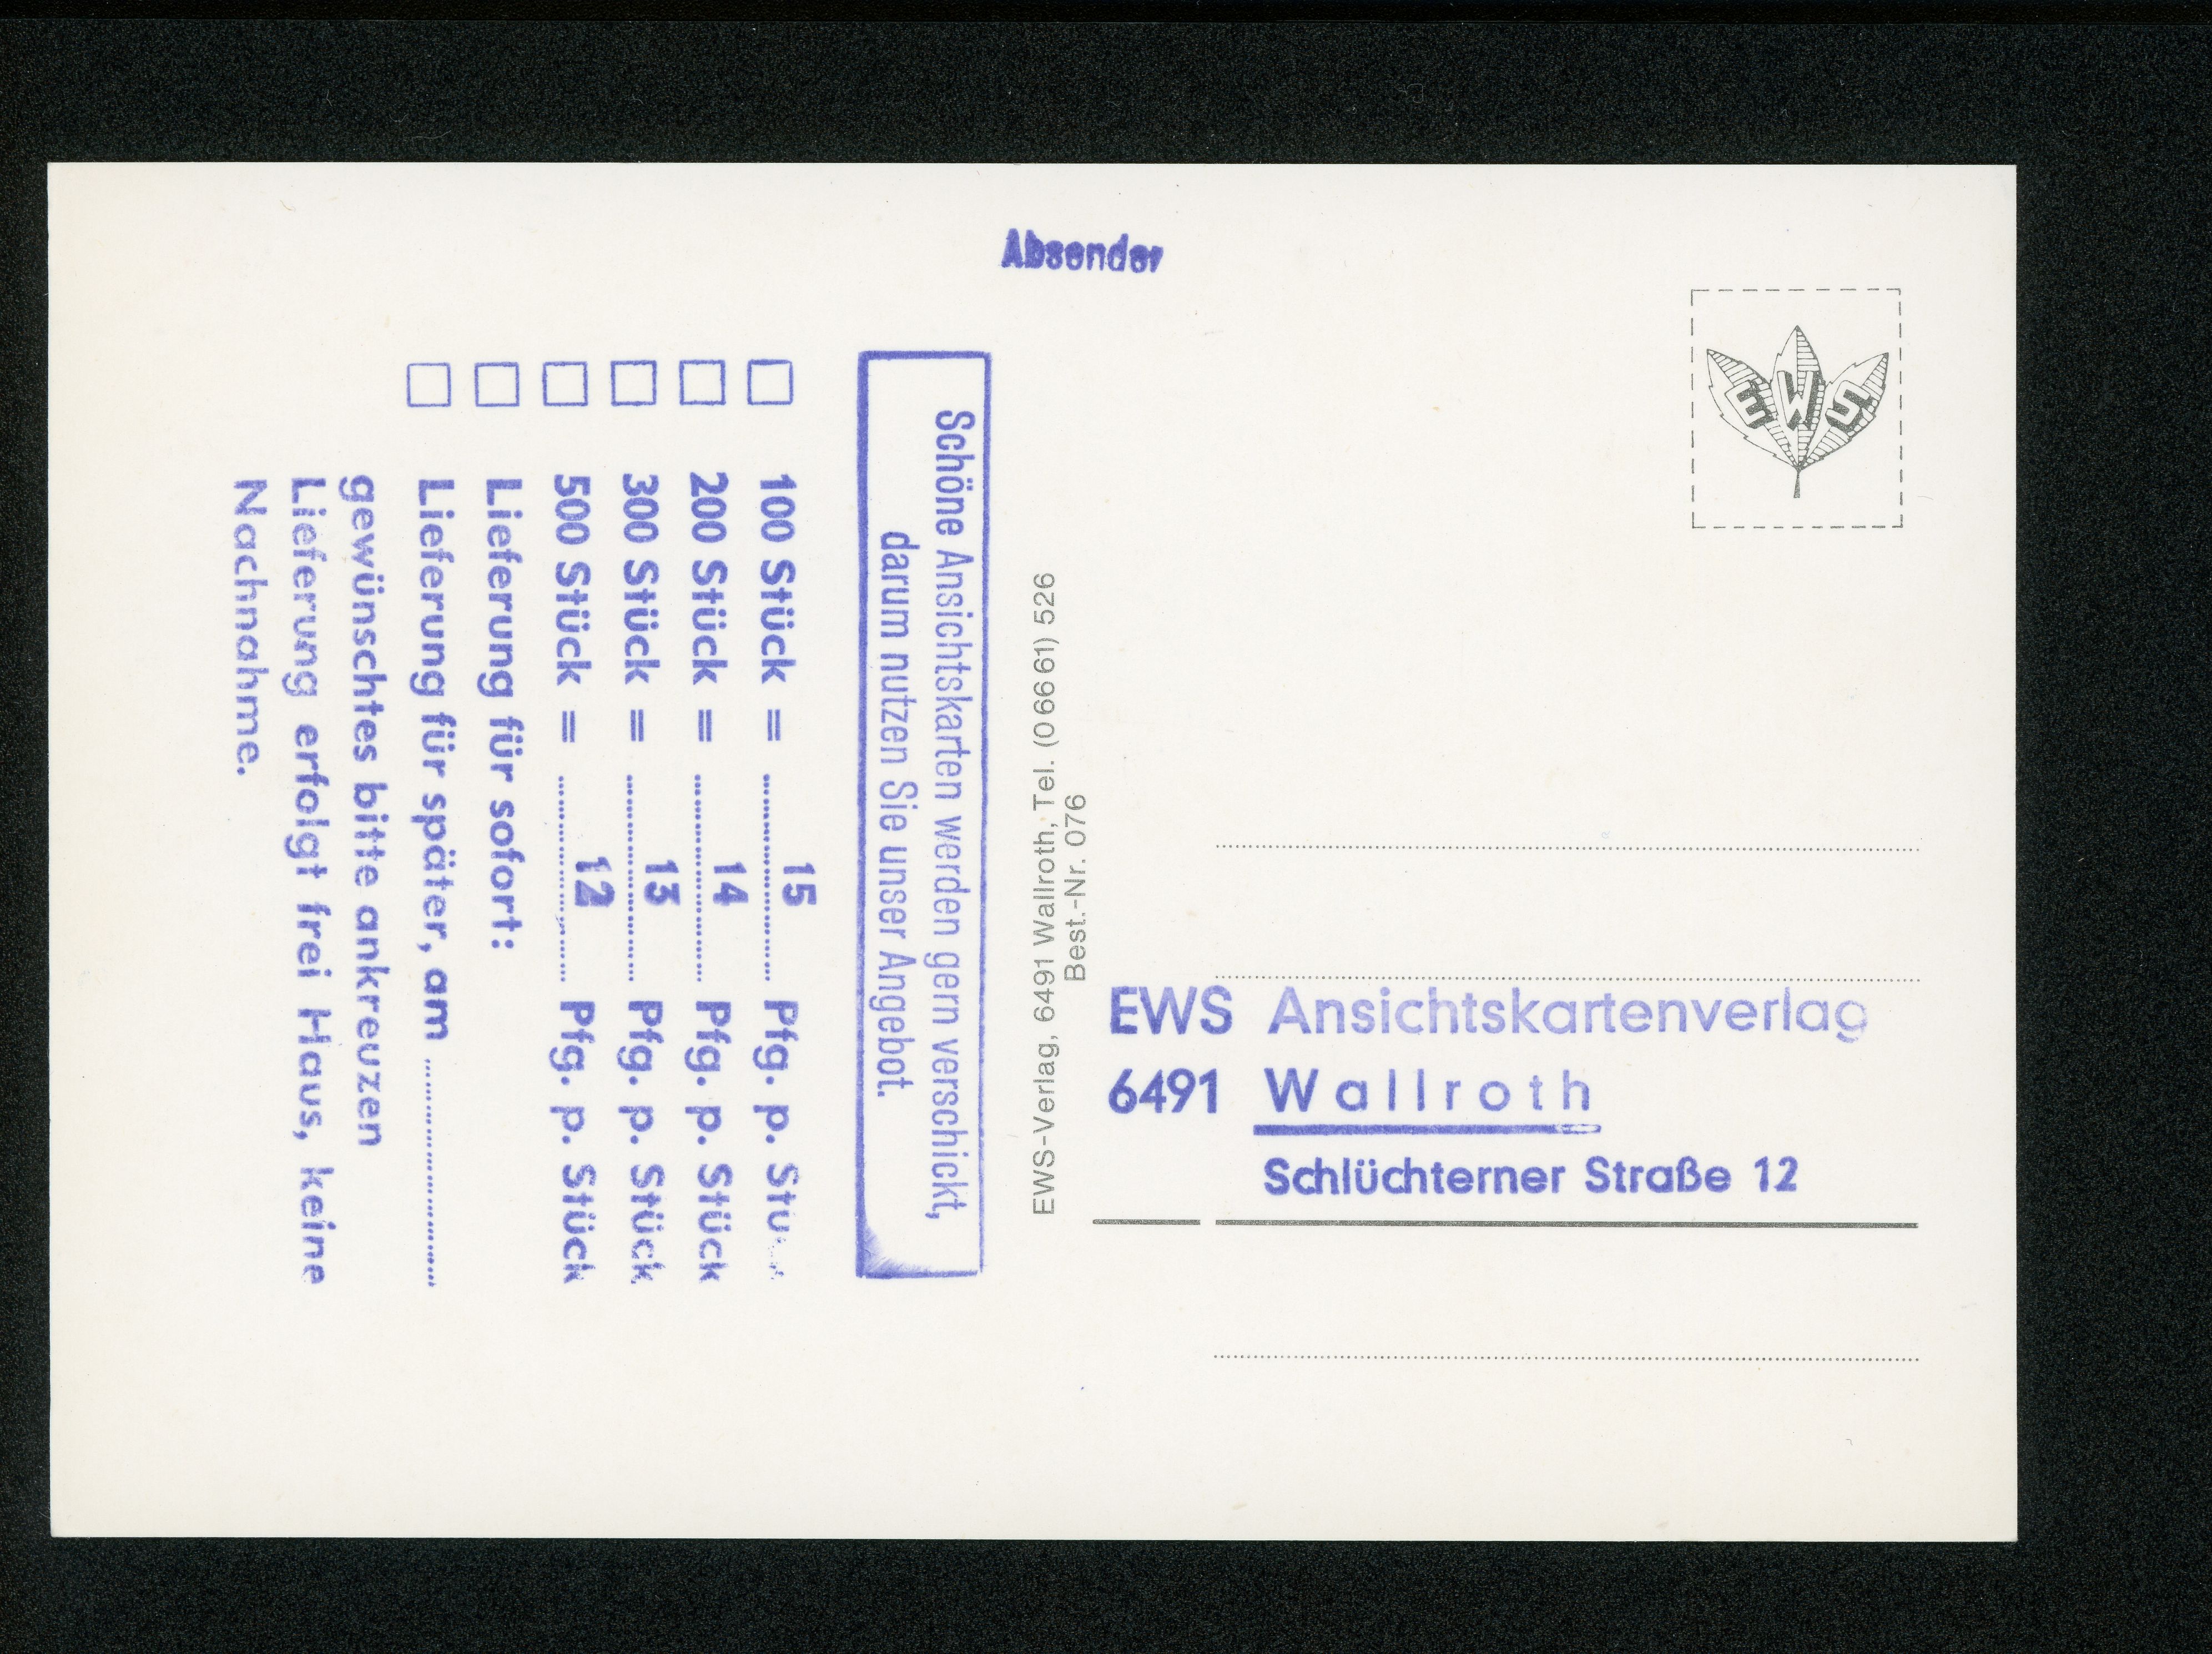 Absender
EWS
Schöne Ansichtskarten werden gern verschickt,
darum nutzen Sie unser Angebot.
100 Stück = 15 Pfg. p.
200 Stück = 14 Pfg. p. Stück
300 Stück = 13 Pfg. p. Stück
500 Stück = 12 Pfg. p. Stück
Lieferung für sofort:
Lieferung für später, am
gewünschtes bitte ankreuzen
Lieferung erfolgt frei Haus, keine
Nachnahme.
EWS-Verlag, 6491 Wallroth, Tel. (0 66 61) 526
Best.-Nr. 076
EWS Ansichtskartenverlag
6491 Wallroth
Schlüchterner Straße 12